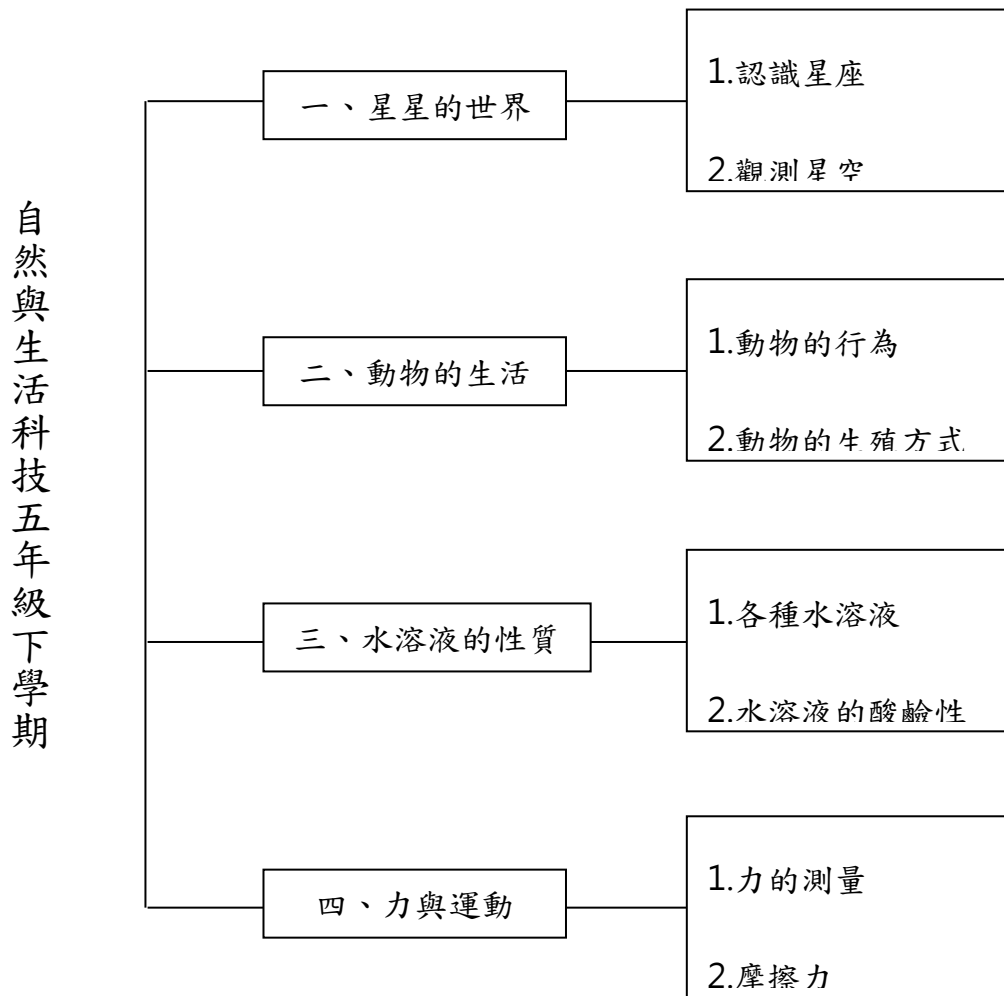 自然與生活科技五年級下學期
一、星星的世界
1.認識星座
2.觀測星空
二、動物的生活
1.動物的行為
2.動物的生殖方式
三、水溶液的性質
1.各種水溶液
2.水溶液的酸鹼性
四、力與運動
1.力的測量
2.摩擦力